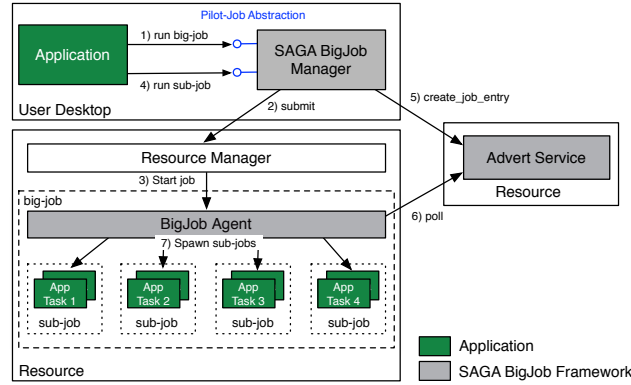 Pilot-Job Abstraction
1) run big-job
Application
SAGA BigJob
Manager
4) run sub-job
User Desktop
2) submit
5) create_job_entry
Resource Manager
Advert Service
Resource
3) Start job
big-job
BigJob Agent
6) poll
7) Spawn sub-jobs
App
Task 1
App
Task 2
App
Task 3
App
Task 4
sub-job
sub-job
sub-job
sub-job
Resource
Application
SAGA BigJob Framework